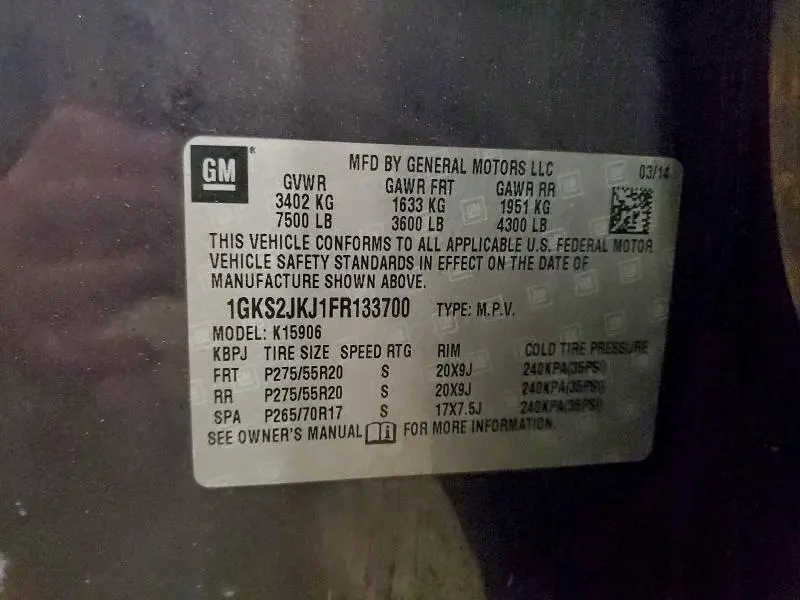 GM ®
MFD BY GENERAL MOTORS LLC 03/14
GVWR GAWR FRT GAWR RR
3402 KG 1633 KG 1951 KG
7500 LB 3600 LB 4300 LB
THIS VEHICLE CONFORMS TO ALL APPLICABLE U.S. FEDERAL MOTOR
VEHICLE SAFETY STANDARDS IN EFFECT ON THE DATE OF
MANUFACTURE SHOWN ABOVE.
1GKS2JKJ1FR133700 TYPE: M.P.V.
MODEL: K15906
KBPJ TIRE SIZE SPEED RTG RIM COLD TIRE PRESSURE
FRT P275/55R20 S 20X9J 240KPA(35PSI)
RR P275/55R20 S 20X9J 240KPA(35PSI)
SPA P265/70R17 S 17X7.5J 240KPA(35PSI)
SEE OWNER'S MANUAL FOR MORE INFORMATION.